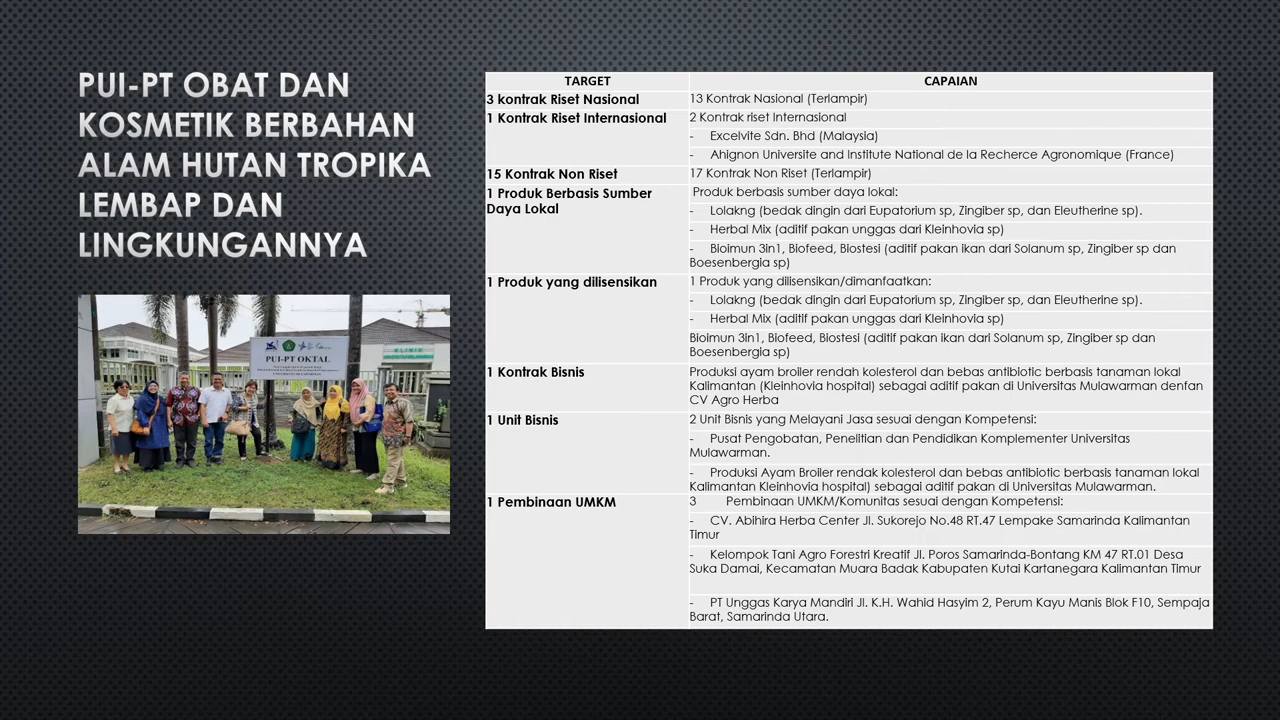 PUI-PT OBAT DAN
KOSMETIK BERBAHAN
ALAM HUTAN TROPIKA
LEMBAP DAN
LINGKUNGANNYA
PUI-PT OKTAL
KLINIK
TARGET
CAPAIAN
3 kontrak Riset Nasional
13 Kontrak Nasional (Terlampir)
1 Kontrak Riset Internasional
2 Kontrak riset Internasional
- Excelvite Sdn. Bhd (Malaysia)
- Ahignon Universite and Institute National de la Recherce Agronomique (France)
15 Kontrak Non Riset
17 Kontrak Non Riset (Terlampir)
1 Produk Berbasis Sumber
Daya Lokal
Produk berbasis sumber daya lokal:
- Lolakng (bedak dingin dari Eupatorium sp, Zingiber sp, dan Eleutherine sp).
- Herbal Mix (aditif pakan unggas dari Kleinhovia sp)
- Bioimun 3in1, Biofeed, Biostesi (aditif pakan ikan dari Solanum sp, Zingiber sp dan
Boesenbergia sp)
1 Produk yang dilisensikan
1 Produk yang dilisensikan/dimanfaatkan:
- Lolakng (bedak dingin dari Eupatorium sp, Zingiber sp, dan Eleutherine sp).
- Herbal Mix (aditif pakan unggas dari Kleinhovia sp)
Bioimun 3in1, Biofeed, Biostesi (aditif pakan ikan dari Solanum sp, Zingiber sp dan
Boesenbergia sp)
1 Kontrak Bisnis
Produksi ayam broiler rendah kolesterol dan bebas antibiotic berbasis tanaman lokal
Kalimantan (Kleinhovia hospital) sebagai aditif pakan di Universitas Mulawarman denfan
CV Agro Herba
1 Unit Bisnis
2 Unit Bisnis yang Melayani Jasa sesuai dengan Kompetensi:
- Pusat Pengobatan, Penelitian dan Pendidikan Komplementer Universitas
Mulawarman.
- Produksi Ayam Broiler rendak kolesterol dan bebas antibiotic berbasis tanaman lokal
Kalimantan Kleinhovia hospital) sebagai aditif pakan di Universitas Mulawarman.
1 Pembinaan UMKM
3 Pembinaan UMKM/Komunitas sesuai dengan Kompetensi:
- CV. Abihira Herba Center Jl. Sukorejo No.48 RT.47 Lempake Samarinda Kalimantan
Timur
- Kelompok Tani Agro Forestri Kreatif Jl. Poros Samarinda-Bontang KM 47 RT.01 Desa
Suka Damai, Kecamatan Muara Badak Kabupaten Kutai Kartanegara Kalimantan Timur
- PT Unggas Karya Mandiri Jl. K.H. Wahid Hasyim 2, Perum Kayu Manis Blok F10, Sempaja
Barat, Samarinda Utara.